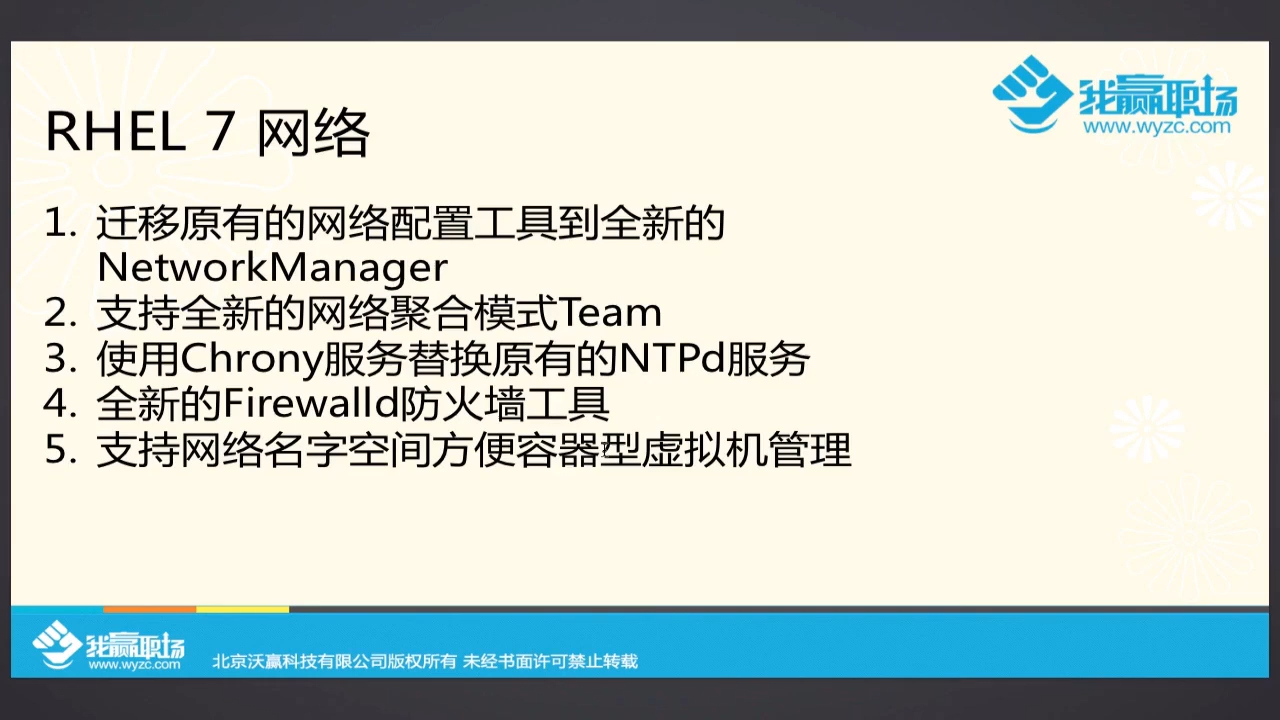 我赢职场
www.wyzc.com
RHEL 7 网络
1. 迁移原有的网络配置工具到全新的
NetworkManager
2. 支持全新的网络聚合模式Team
3. 使用Chrony服务替换原有的NTPd服务
4. 全新的Firewalld防火墙工具
5. 支持网络名字空间方便容器型虚拟机管理
我赢职场
www.wyzc.com
北京沃赢科技有限公司版权所有 未经书面许可禁止转载